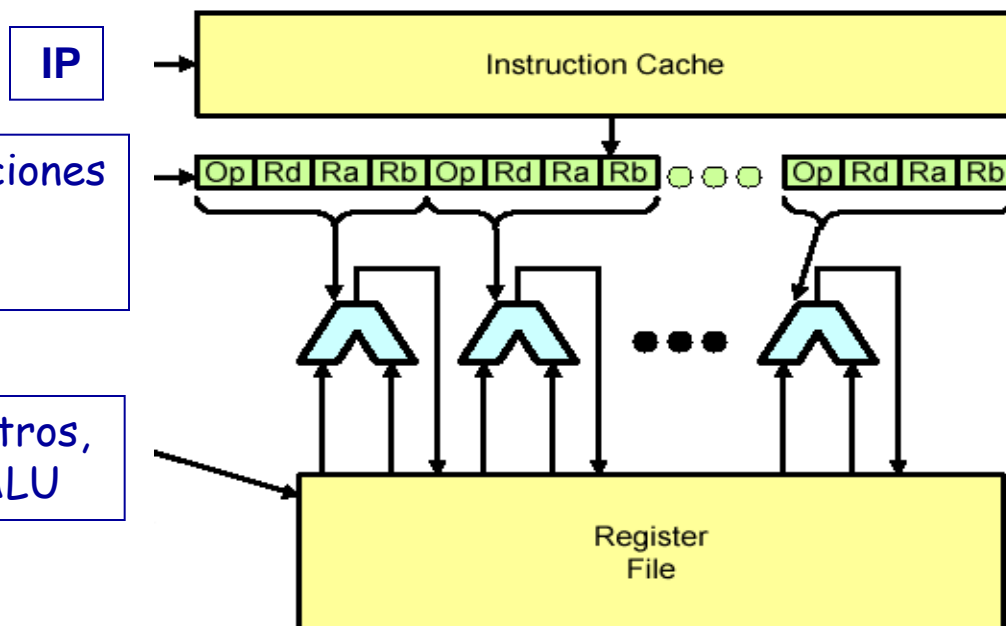 IP
Instruction Cache
ciones
Op Rd Ra Rb Op Rd Ra Rb Op Rd Ra Rb
tros,
ALU
Register
File